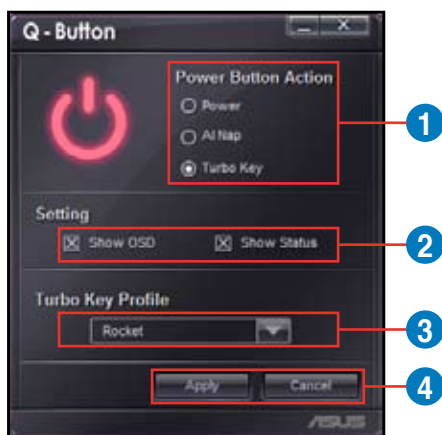 Q - Button
Power Button Action
Power
AI Nap
Turbo Key
1
Setting
Show OSD
Show Status
2
Turbo Key Profile
Rocket
3
Apply
Cancel
4
ASUS